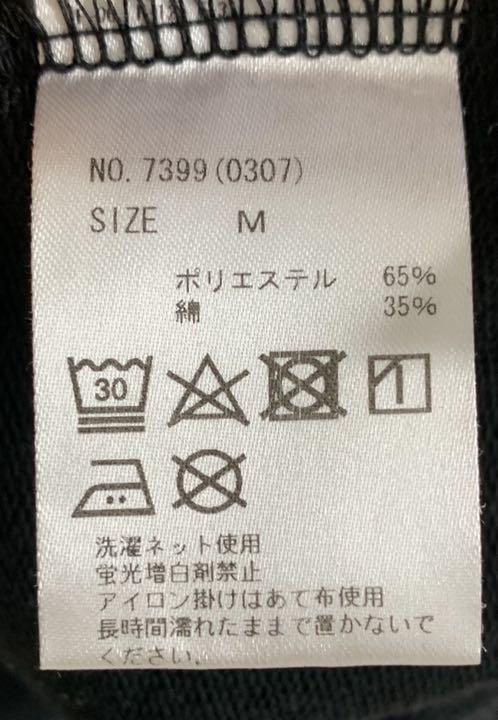 NO. 7399(0307)
SIZE M
ポリエステル 65%
綿 35%
30
洗濯ネット使用
蛍光増白剤禁止
アイロン掛けはあて布使用
長時間濡れたままで置かないで
ください.